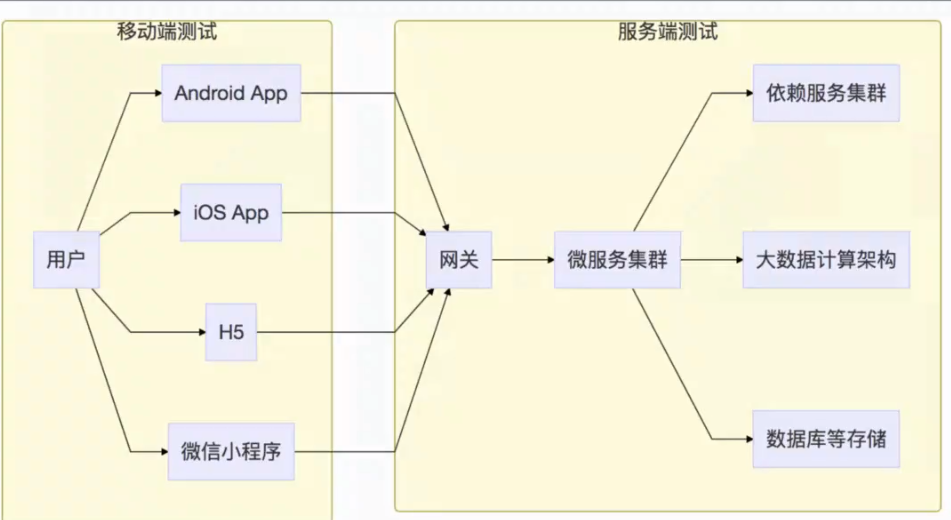 移动端测试
服务端测试
Android App
依赖服务集群
iOS App
用户
网关
微服务集群
大数据计算架构
H5
数据库等存储
微信小程序